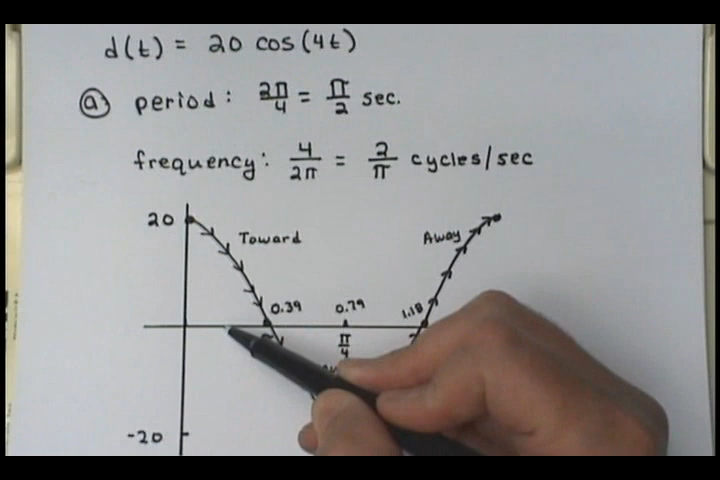 d(t) = 20 cos(4t)
ⓐ period: 2π/4 = π/2 sec.
frequency: 4/2π = 2/π cycles/sec
20 Toward Away
0.39 0.79 1.18
π/4
-20